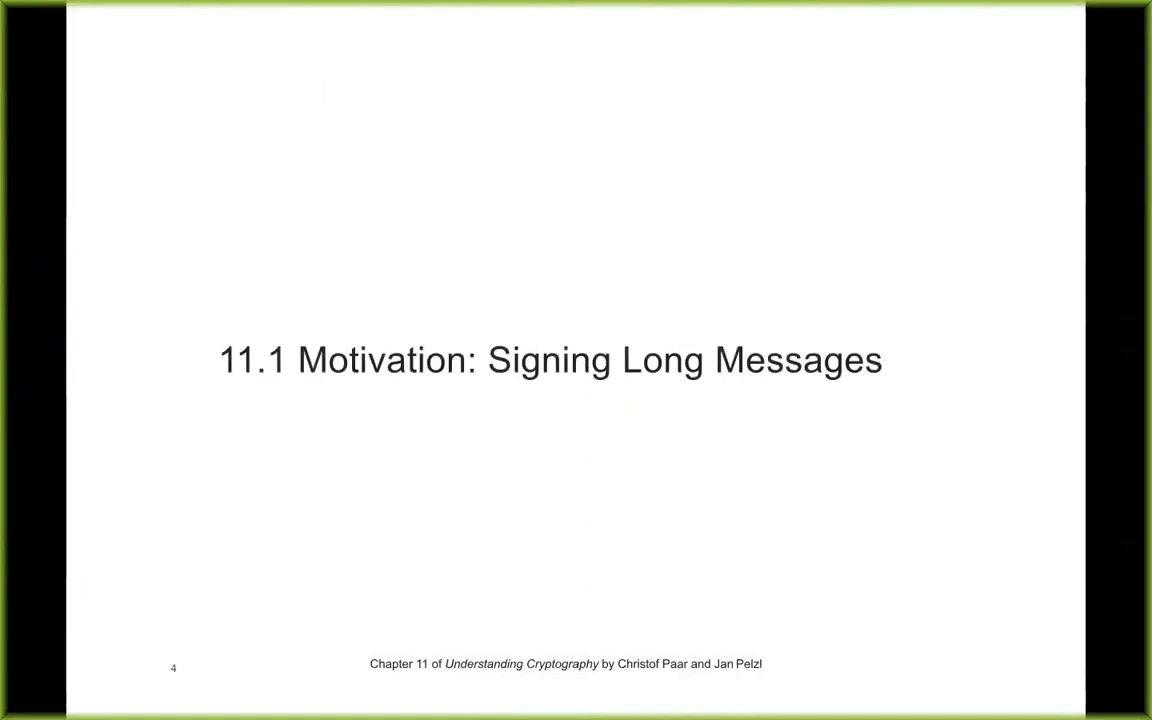 11.1 Motivation: Signing Long Messages
4
Chapter 11 of Understanding Cryptography by Christof Paar and Jan Pelzl